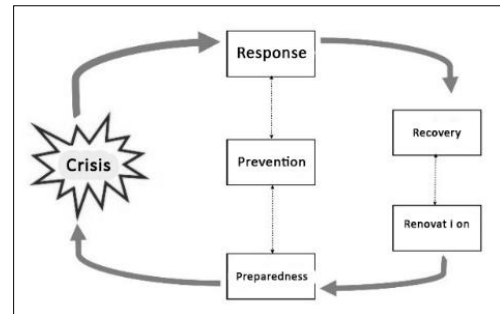 Response
Recovery
Crisis
Prevention
Renovat i on
Preparedness